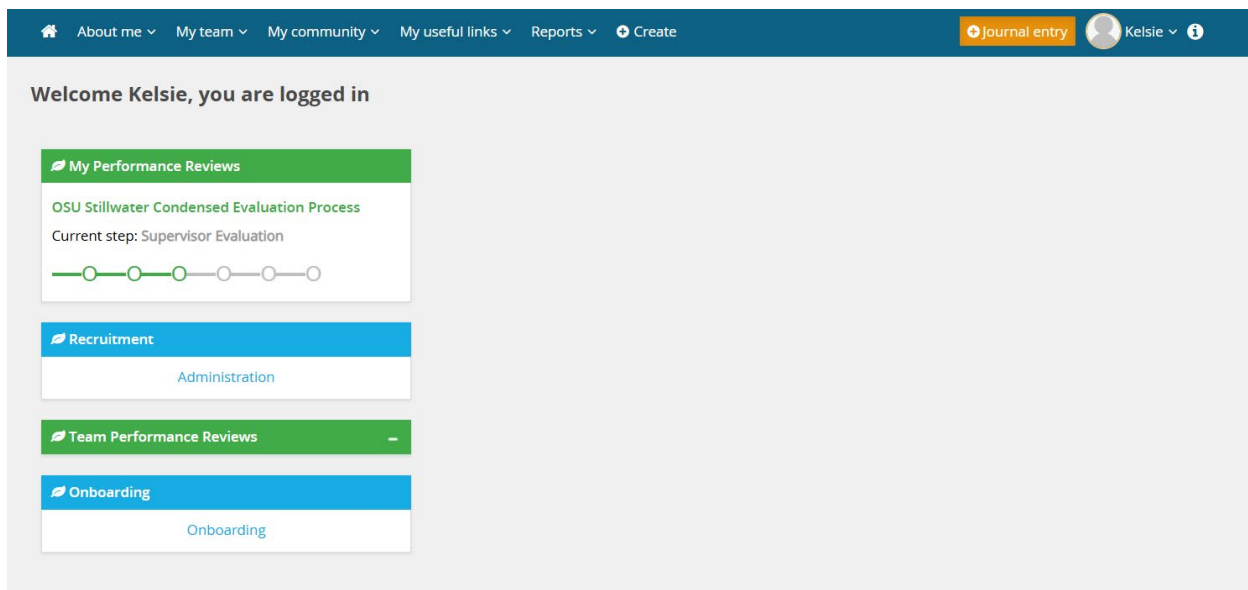 About me My team My community My useful links Reports Create Journal entry Kelsie
Welcome Kelsie, you are logged in
My Performance Reviews
OSU Stillwater Condensed Evaluation Process
Current step: Supervisor Evaluation
Recruitment
Administration
Team Performance Reviews
Onboarding
Onboarding